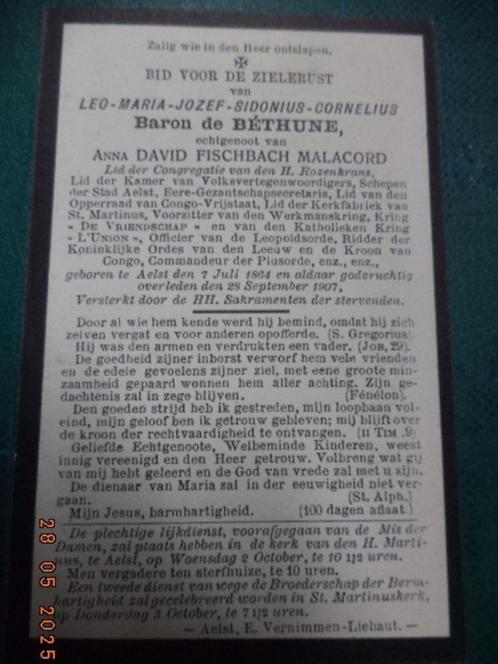 Zalig wie in den Heer ontslapen.
BID VOOR DE ZIELERUST
van
LEO-MARIA-JOZEF-SIDONIUS-CORNELIUS
Baron de BÉTHUNE,
echtgenoot van
ANNA DAVID FISCHBACH MALACORD
Lid der Congregatie van den H. Rozenkrans,
Lid der Kamer van Volksvertegenwoordigers, Schepen
der Stad Aelst, Eere-Gezantschapsecretaris, Lid van den
Opperraad van Congo-Vrijstaat, Lid der Kerkfabriek van
St. Martinus, Voorzitter van den Werkmanskring, Kring
" DE VRIENDSCHAP " en van den Katholieken Kring
" L'UNION ", Officier van de Leopoldsorde, Ridder der
Koninklijke Ordes van den Leeuw en de Kroon van
Congo, Commandeur der Piusorde, enz., enz.,
geboren te Aelst den 7 Juli 1864 en aldaar godvruchtig
overleden den 28 September 1907,
Versterkt door de HH. Sakramenten der stervenden.
Door al wie hem kende werd hij bemind, omdat hij zich
zelven vergat en voor anderen opofferde. (S. Gregorius)
Hij was den armen en verdrukten een vader. (JOB, 29).
De goedheid zijner inborst verworf hem vele vrienden
en de edele gevoelens zijner ziel, met eene groote min-
zaamheid gepaard wonnen hem aller achting. Zijn ge-
dachtenis zal in zege blijven. (Fénélon).
Den goeden strijd heb ik gestreden, mijn loopbaan vol-
eind, mijn geloof ben ik getrouw gebleven; mij blijft over
de kroon der rechtvaardigheid te ontvangen. (II TIM. 9)
Geliefde Echtgenoote, Welbeminde Kinderen, weest
innig vereenigd en den Heer getrouw. Volbreng wat gij
van mij hebt geleerd en de God van vrede zal met u zijn.
De dienaar van Maria zal in der eeuwigheid niet ver-
gaan. (St. Alph.)
Mijn Jesus, barmhartigheid. (100 dagen aflaat)
De plechtige lijkdienst, voorafgegaan van de Mis der
Damen, zal plaats hebben in de kerk van den H. Marti-
nus, te Aelst, op Woensdag 2 October, te 10 1/2 uren.
Men vergadere ten sterfhuize, te 10 uren.
Een tweede dienst van wege de Broederschap der Berm-
hartigheid zal gecelebreerd worden in St. Martinuskerk,
op Donderdag 3 October, te 7 1/2 uren.
— Aelst, E. Vernimmen-Liebaut. —
28 05 2025